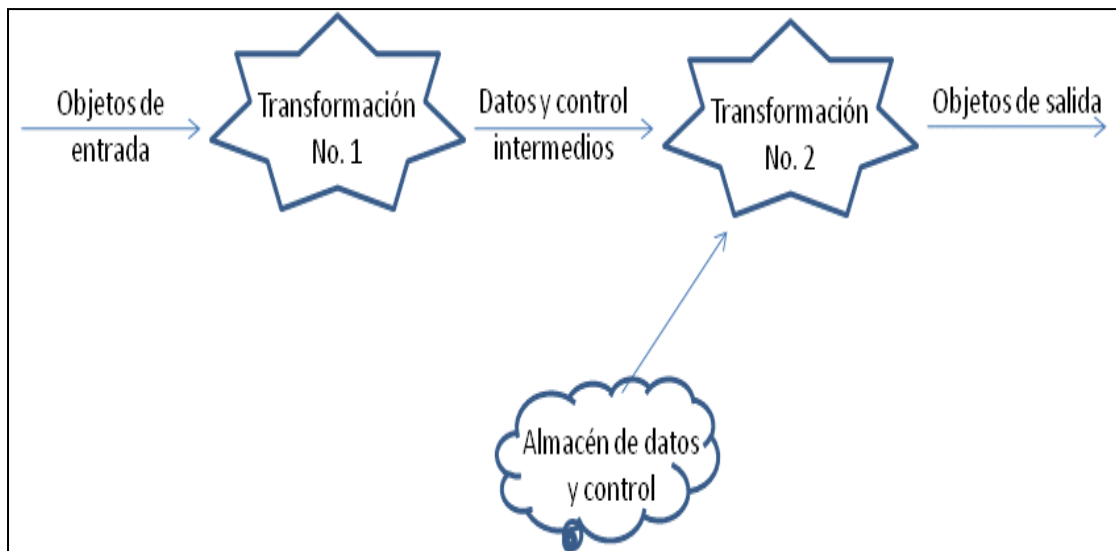 Objetos de
entrada
Transformación
No. 1
Datos y control
intermedios
Transformación
No. 2
Objetos de salida
Almacén de datos
y control